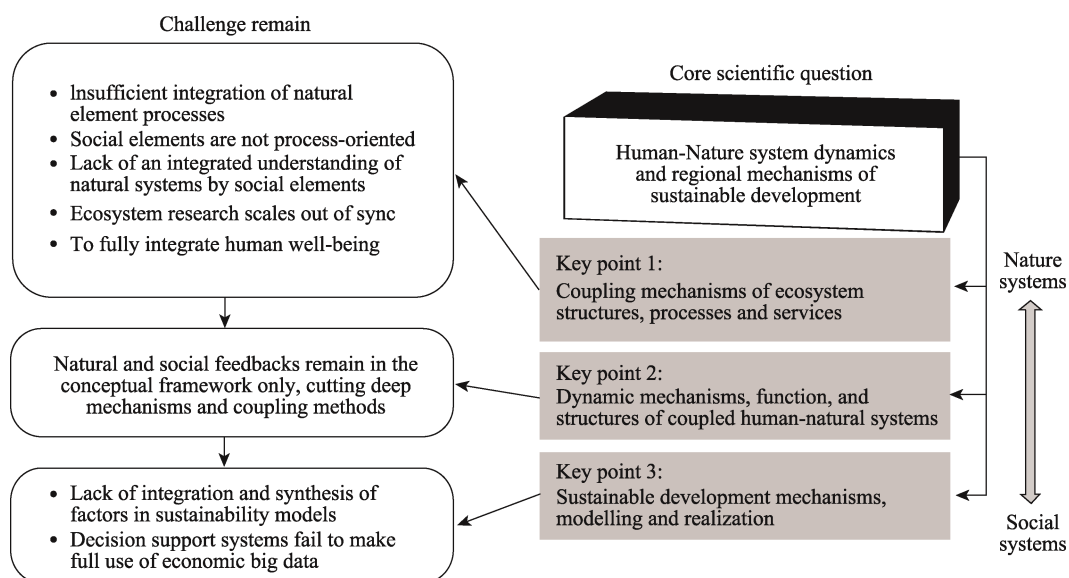 Challenge remain
• lnsufficient integration of natural
element processes
• Social elements are not process-oriented
• Lack of an integrated understanding of
natural systems by social elements
• Ecosystem research scales out of sync
• To fully integrate human well-being
Natural and social feedbacks remain in the
conceptual framework only, cutting deep
mechanisms and coupling methods
• Lack of integration and synthesis of
factors in sustainability models
• Decision support systems fail to make
full use of economic big data
Core scientific question
Human-Nature system dynamics
and regional mechanisms of
sustainable development
Key point 1:
Coupling mechanisms of ecosystem
structures, processes and services
Key point 2:
Dynamic mechanisms, function, and
structures of coupled human-natural systems
Key point 3:
Sustainable development mechanisms,
modelling and realization
Nature
systems
Social
systems